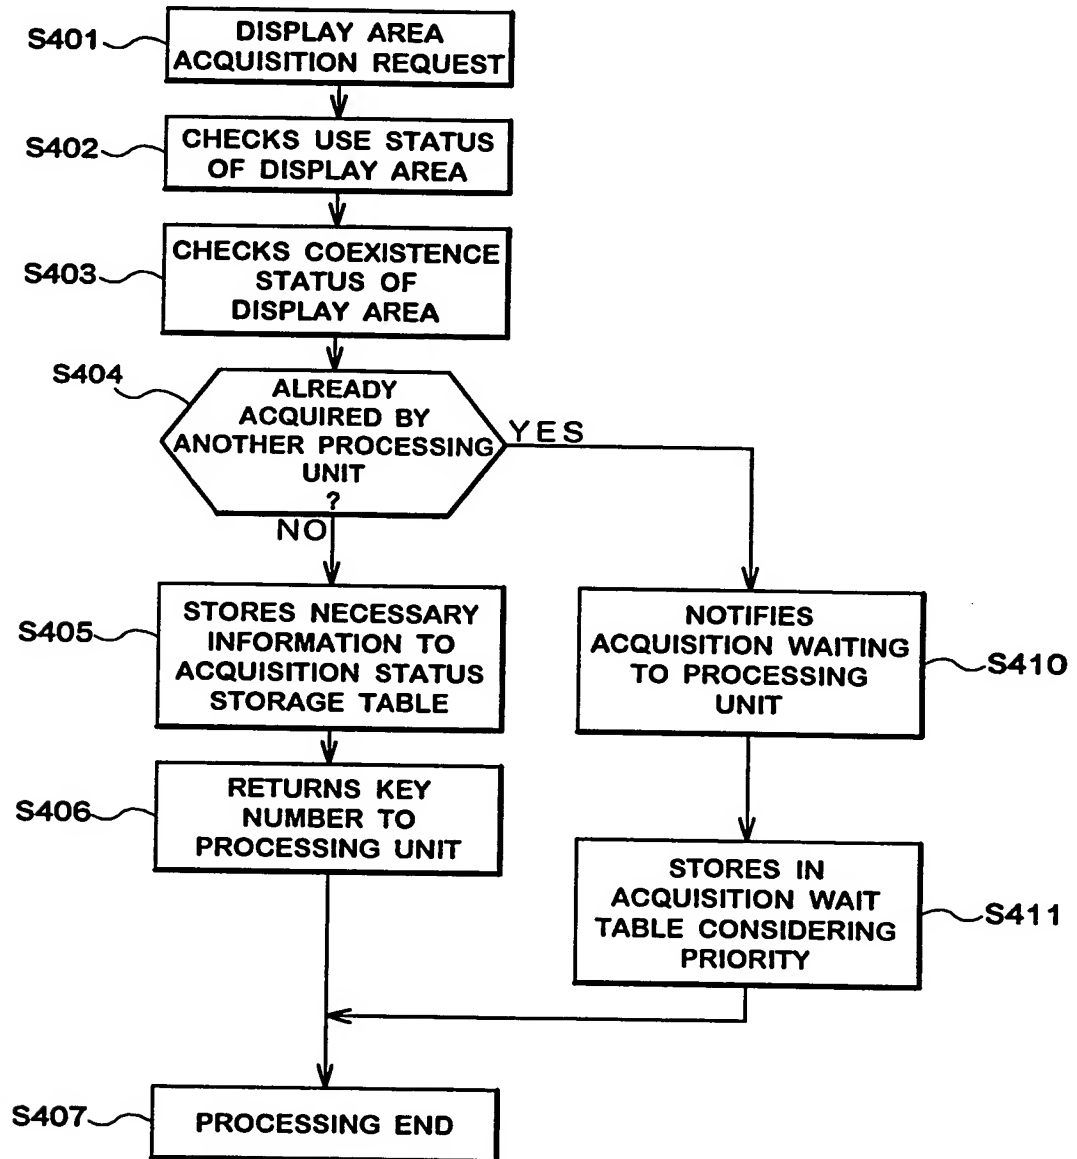 S401
DISPLAY AREA
ACQUISITION REQUEST
S402
CHECKS USE STATUS
OF DISPLAY AREA
S403
CHECKS COEXISTENCE
STATUS OF
DISPLAY AREA
S404
ALREADY
ACQUIRED BY
ANOTHER PROCESSING
UNIT
?
YES
NO
S405
STORES NECESSARY
INFORMATION TO
ACQUISITION STATUS
STORAGE TABLE
S406
RETURNS KEY
NUMBER TO
PROCESSING UNIT
NOTIFIES
ACQUISITION WAITING
TO PROCESSING
UNIT
S410
STORES IN
ACQUISITION WAIT
TABLE CONSIDERING
PRIORITY
S411
S407
PROCESSING END